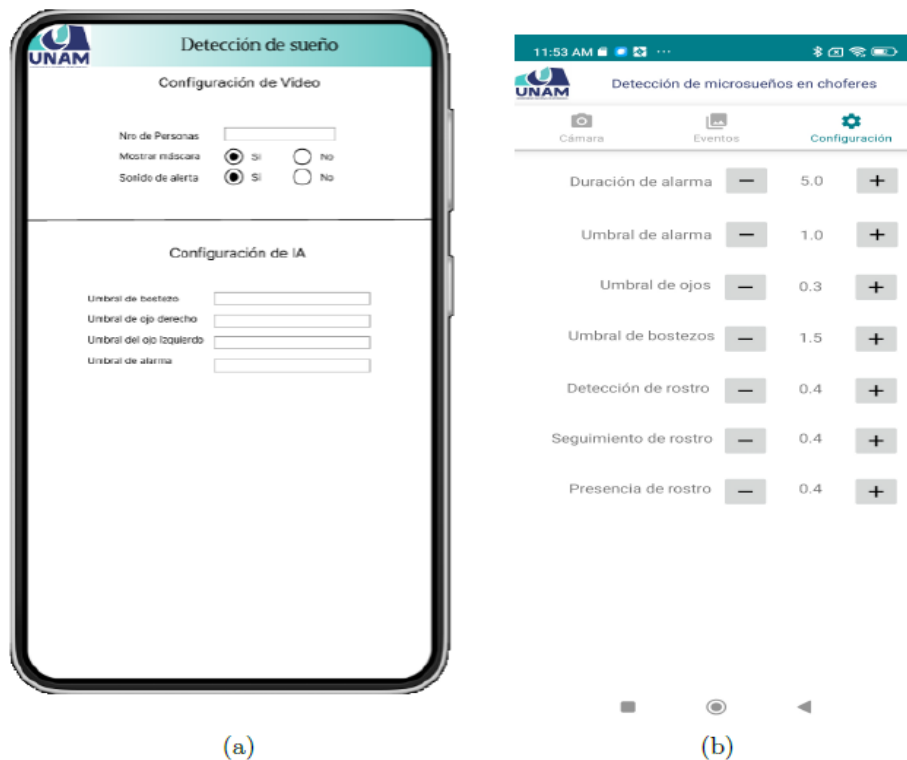 UNAM
Detección de sueño
Configuración de Video
Nro de Personas
Mostrar máscara Si No
Sonido de alerta Si No
Configuración de IA
Umbral de bostezo
Umbral de ojo derecho
Umbral del ojo Izquierdo
Umbral de alarma
(a)
11:53 AM
UNAM
Detección de microsueños en choferes
Cámara Eventos Configuración
Duración de alarma − 5.0 +
Umbral de alarma − 1.0 +
Umbral de ojos − 0.3 +
Umbral de bostezos − 1.5 +
Detección de rostro − 0.4 +
Seguimiento de rostro − 0.4 +
Presencia de rostro − 0.4 +
(b)